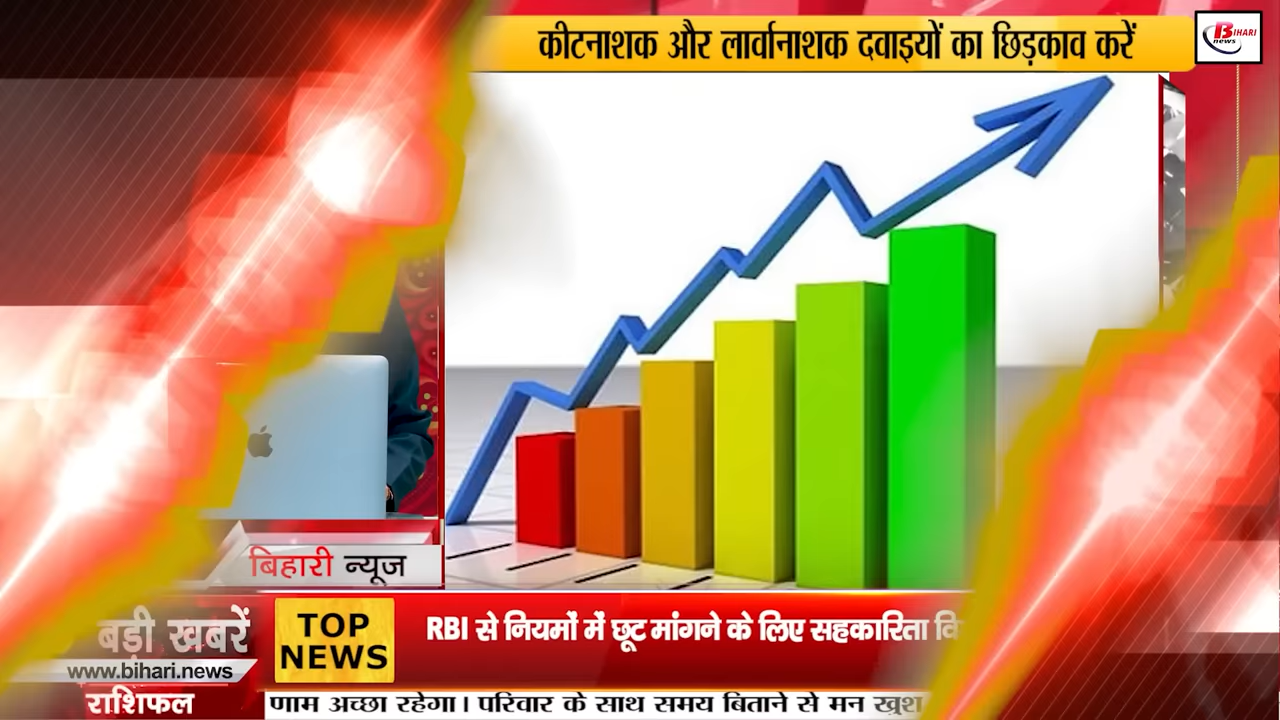 कीटनाशक और लार्वानाशक दवाइयों का छिड़काव करें
BIHARI
news
बिहारी न्यूज
बड़ी खबरें
www.bihari.news
TOP
NEWS
RBI से नियमों में छूट मांगने के लिए सहकारिता वि
राशिफल
णाम अच्छा रहेगा। परिवार के साथ समय बिताने से मन खुश